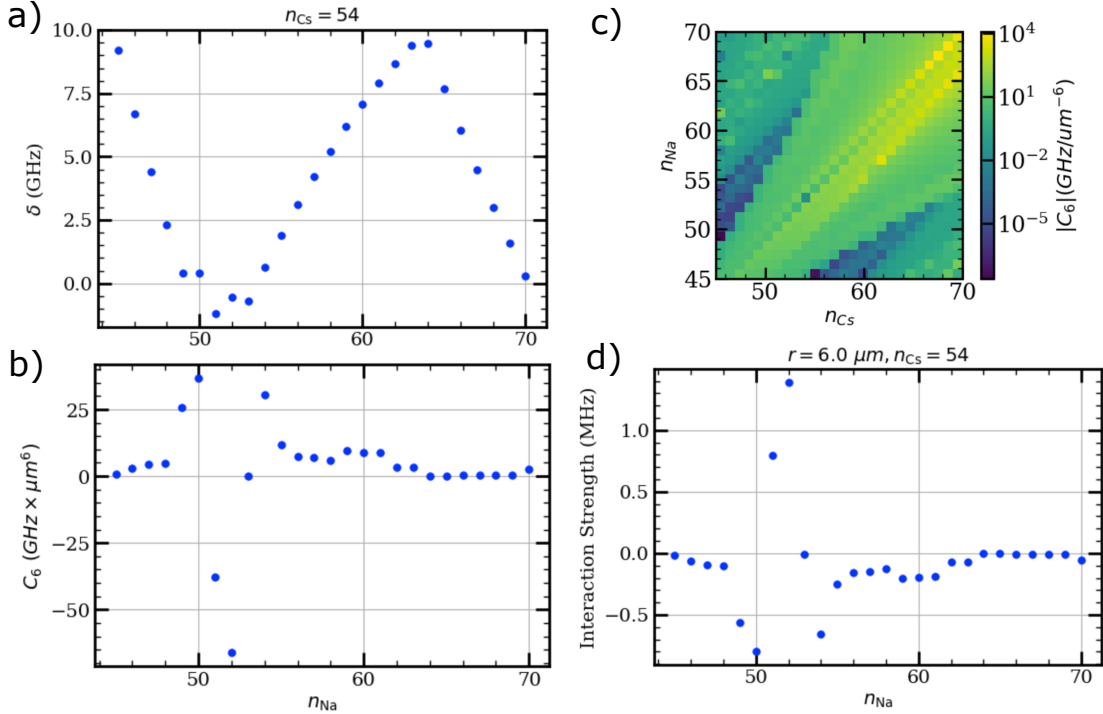 a)
n_Cs = 54
10.0
7.5
5.0
2.5
0.0
δ (GHz)
50
60
70
b)
25
0
−25
−50
C_6 (GHz × μm^6)
50
60
70
n_Na
c)
70
65
60
55
50
45
n_Na
50
60
70
n_Cs
10^4
10^1
10^−2
10^−5
|C_6|(GHz/um^−6)
d)
r = 6.0 μm, n_Cs = 54
1.0
0.5
0.0
−0.5
Interaction Strength (MHz)
50
60
70
n_Na